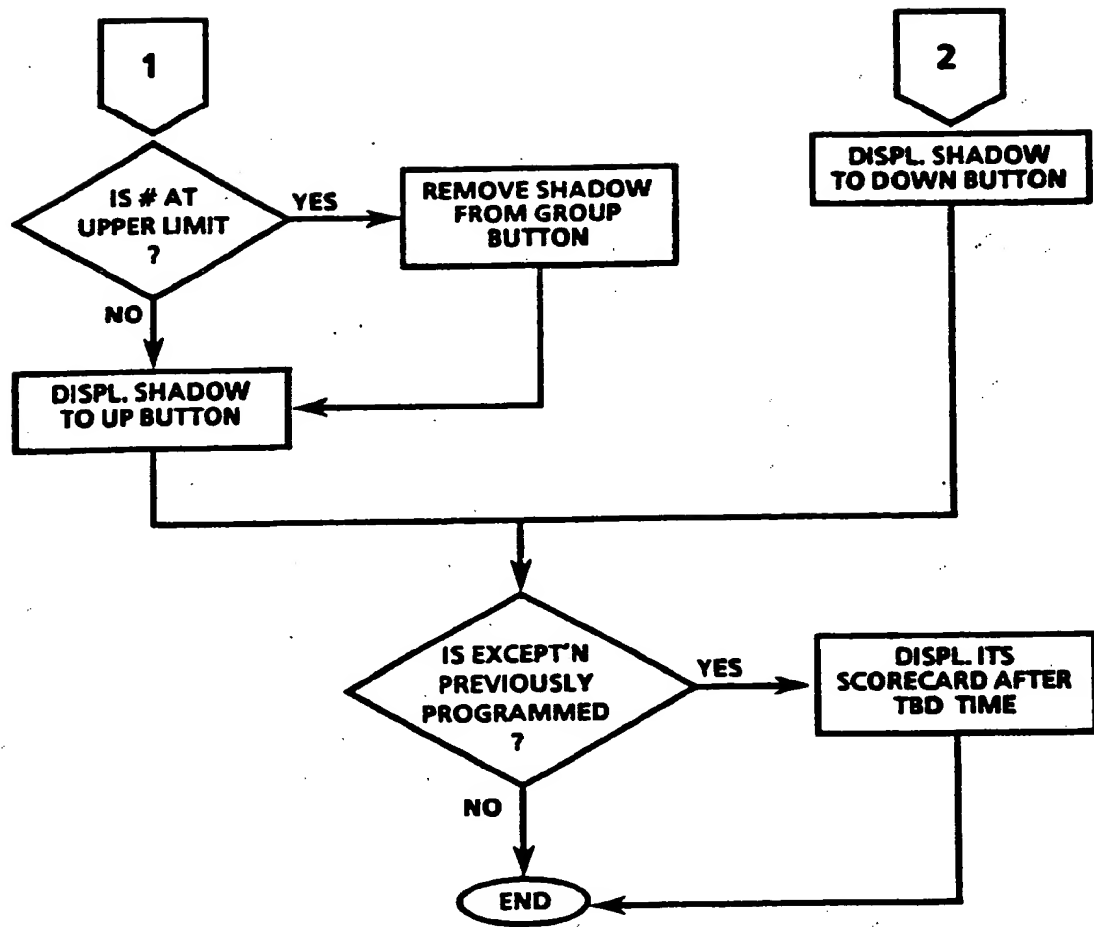 1
2
IS # AT
UPPER LIMIT
?
YES
REMOVE SHADOW
FROM GROUP
BUTTON
DISPL. SHADOW
TO DOWN BUTTON
NO
DISPL. SHADOW
TO UP BUTTON
IS EXCEPT'N
PREVIOUSLY
PROGRAMMED
?
YES
DISPL. ITS
SCORECARD AFTER
TBD TIME
NO
END